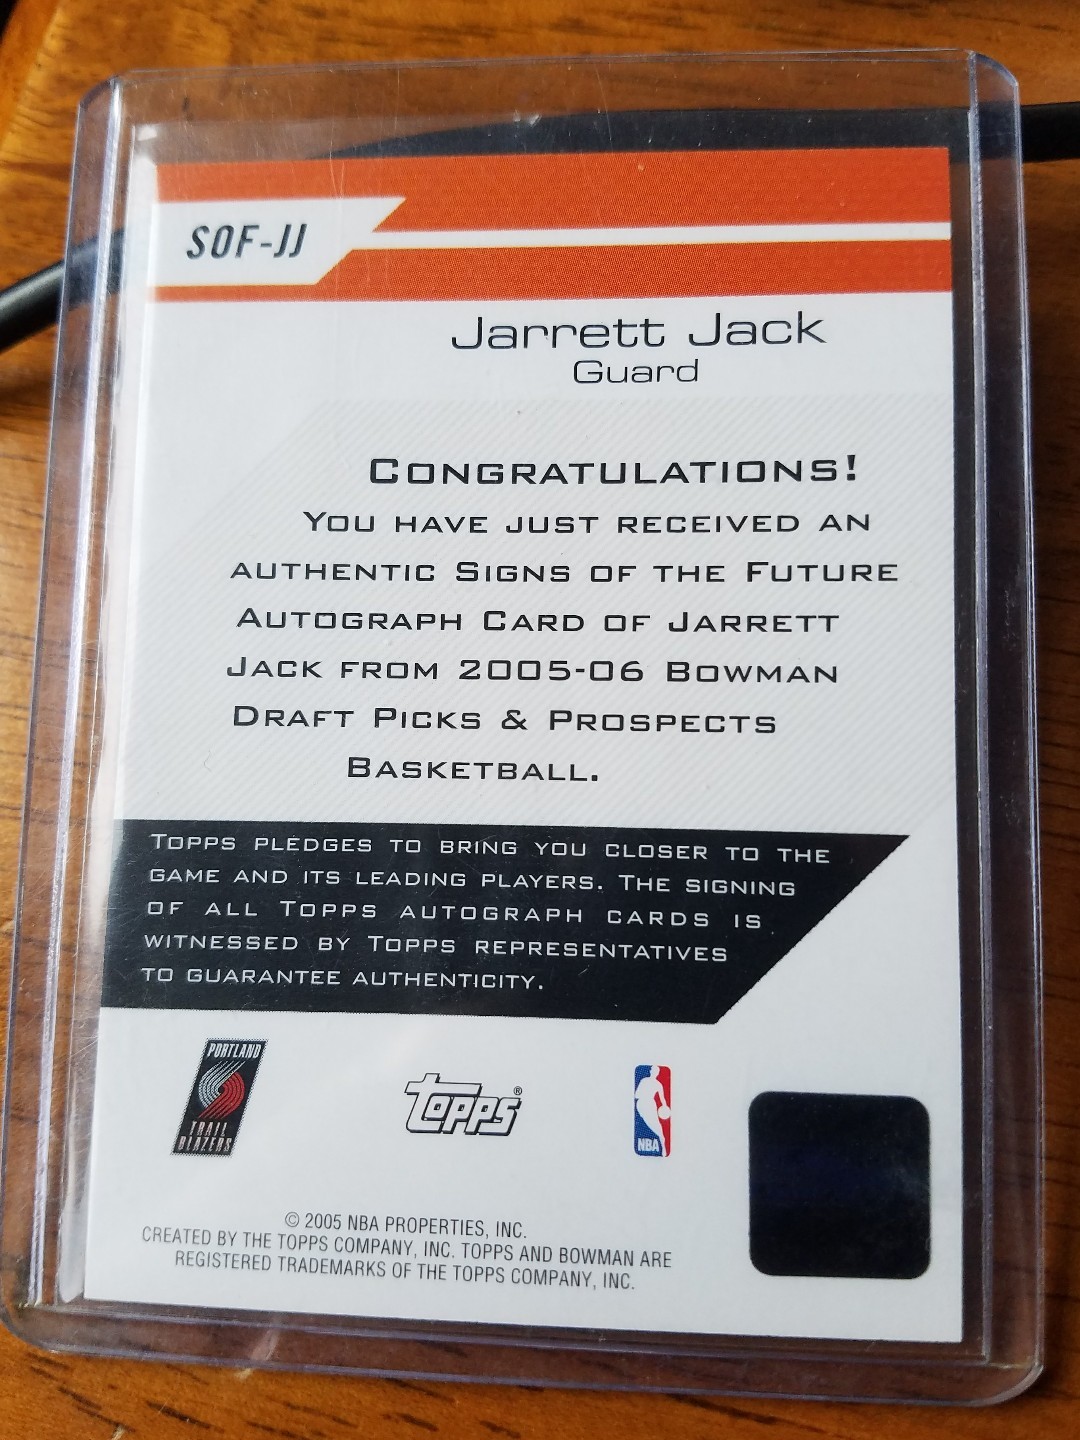 SOF-JJ
Jarrett Jack
Guard
CONGRATULATIONS!
YOU HAVE JUST RECEIVED AN
AUTHENTIC SIGNS OF THE FUTURE
AUTOGRAPH CARD OF JARRETT
JACK FROM 2005-06 BOWMAN
DRAFT PICKS & PROSPECTS
BASKETBALL.
TOPPS PLEDGES TO BRING YOU CLOSER TO THE
GAME AND ITS LEADING PLAYERS. THE SIGNING
OF ALL TOPPS AUTOGRAPH CARDS IS
WITNESSED BY TOPPS REPRESENTATIVES
TO GUARANTEE AUTHENTICITY.
PORTLAND
TRAIL
BLAZERS
Topps®
NBA
© 2005 NBA PROPERTIES, INC.
CREATED BY THE TOPPS COMPANY, INC. TOPPS AND BOWMAN ARE
REGISTERED TRADEMARKS OF THE TOPPS COMPANY, INC.